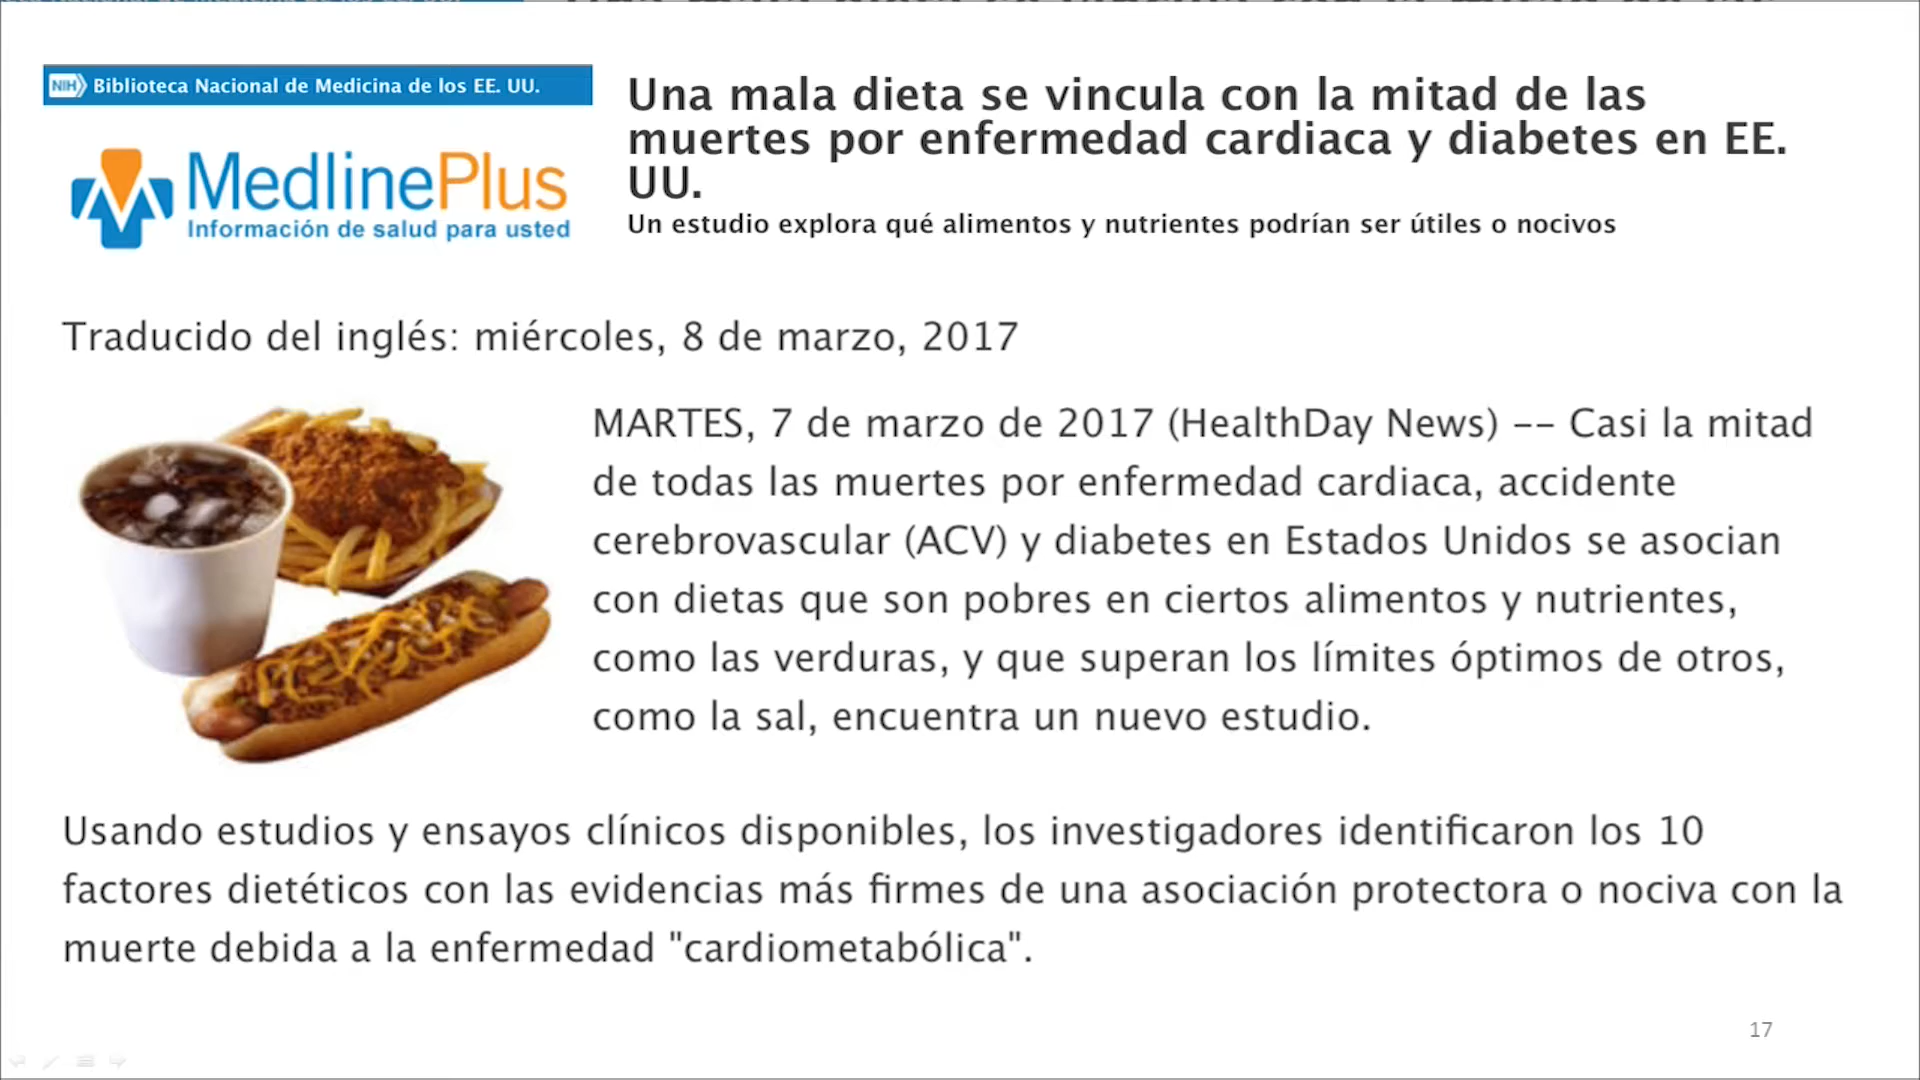 NIH Biblioteca Nacional de Medicina de los EE. UU.
MedlinePlus
Información de salud para usted
Una mala dieta se vincula con la mitad de las
muertes por enfermedad cardiaca y diabetes en EE.
UU.
Un estudio explora qué alimentos y nutrientes podrían ser útiles o nocivos
Traducido del inglés: miércoles, 8 de marzo, 2017
MARTES, 7 de marzo de 2017 (HealthDay News) -- Casi la mitad
de todas las muertes por enfermedad cardiaca, accidente
cerebrovascular (ACV) y diabetes en Estados Unidos se asocian
con dietas que son pobres en ciertos alimentos y nutrientes,
como las verduras, y que superan los límites óptimos de otros,
como la sal, encuentra un nuevo estudio.
Usando estudios y ensayos clínicos disponibles, los investigadores identificaron los 10
factores dietéticos con las evidencias más firmes de una asociación protectora o nociva con la
muerte debida a la enfermedad "cardiometabólica".
17